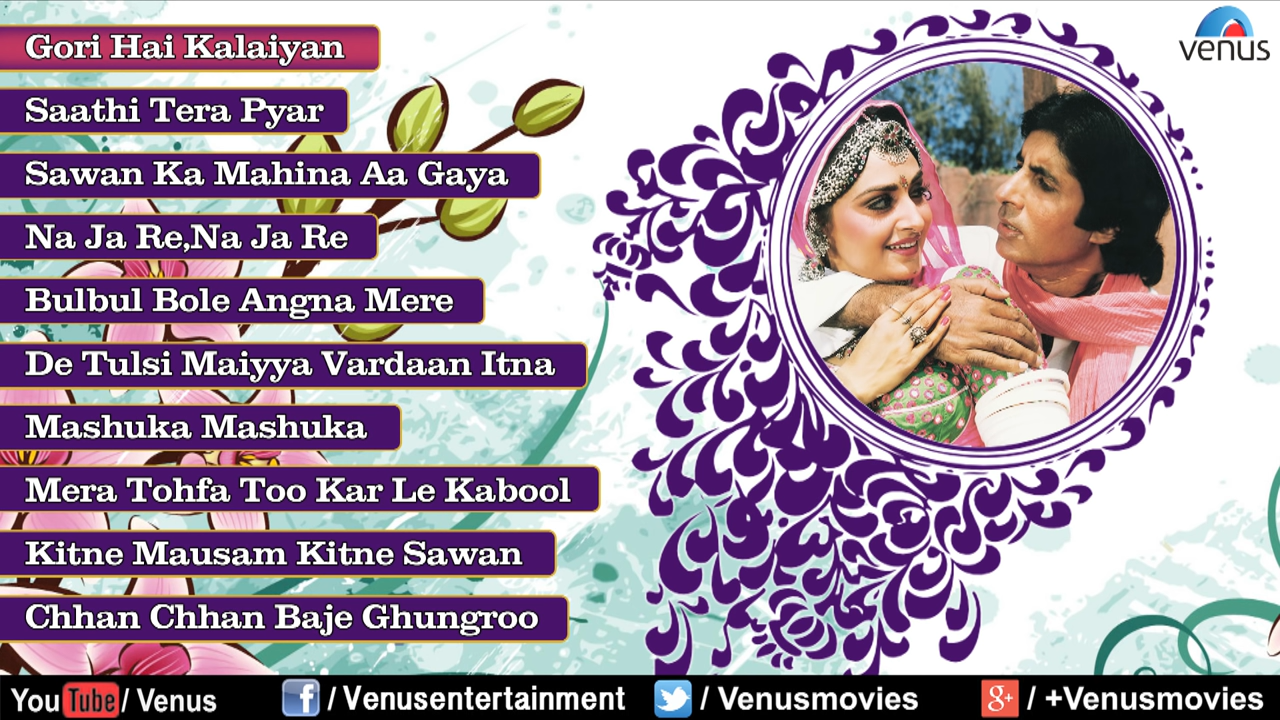 Gori Hai Kalaiyan
Saathi Tera Pyar
Sawan Ka Mahina Aa Gaya
Na Ja Re,Na Ja Re
Bulbul Bole Angna Mere
De Tulsi Maiyya Vardaan Itna
Mashuka Mashuka
Mera Tohfa Too Kar Le Kabool
Kitne Mausam Kitne Sawan
Chhan Chhan Baje Ghungroo
venus
You Tube / Venus
f / Venusentertainment
/ Venusmovies
g+ / +Venusmovies